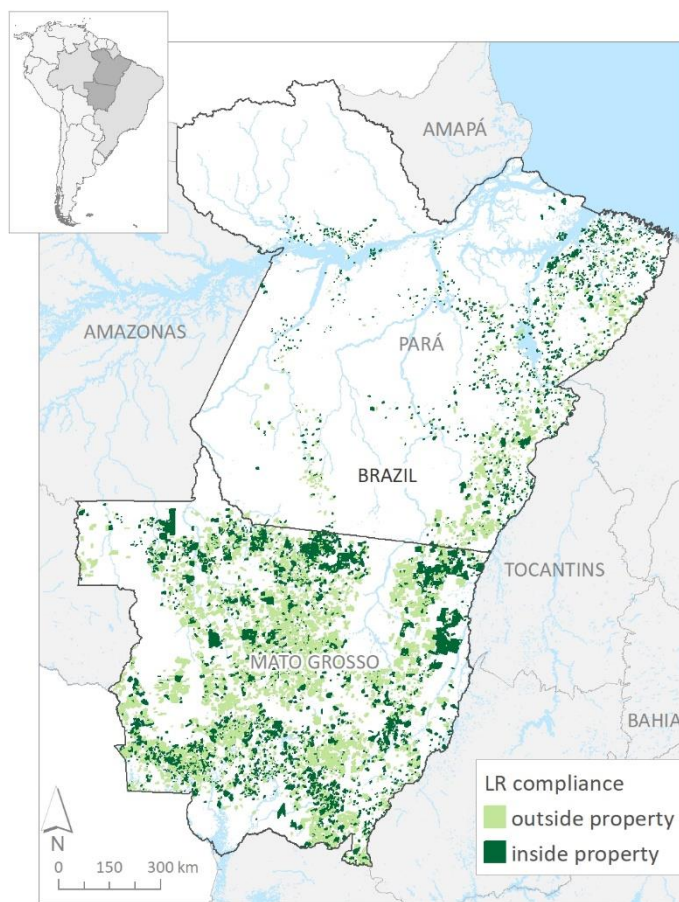 AMAPÁ
AMAZONAS
PARÁ
BRAZIL
TOCANTINS
MATO GROSSO
BAHIA
LR compliance
outside property
inside property
N
0 150 300 km